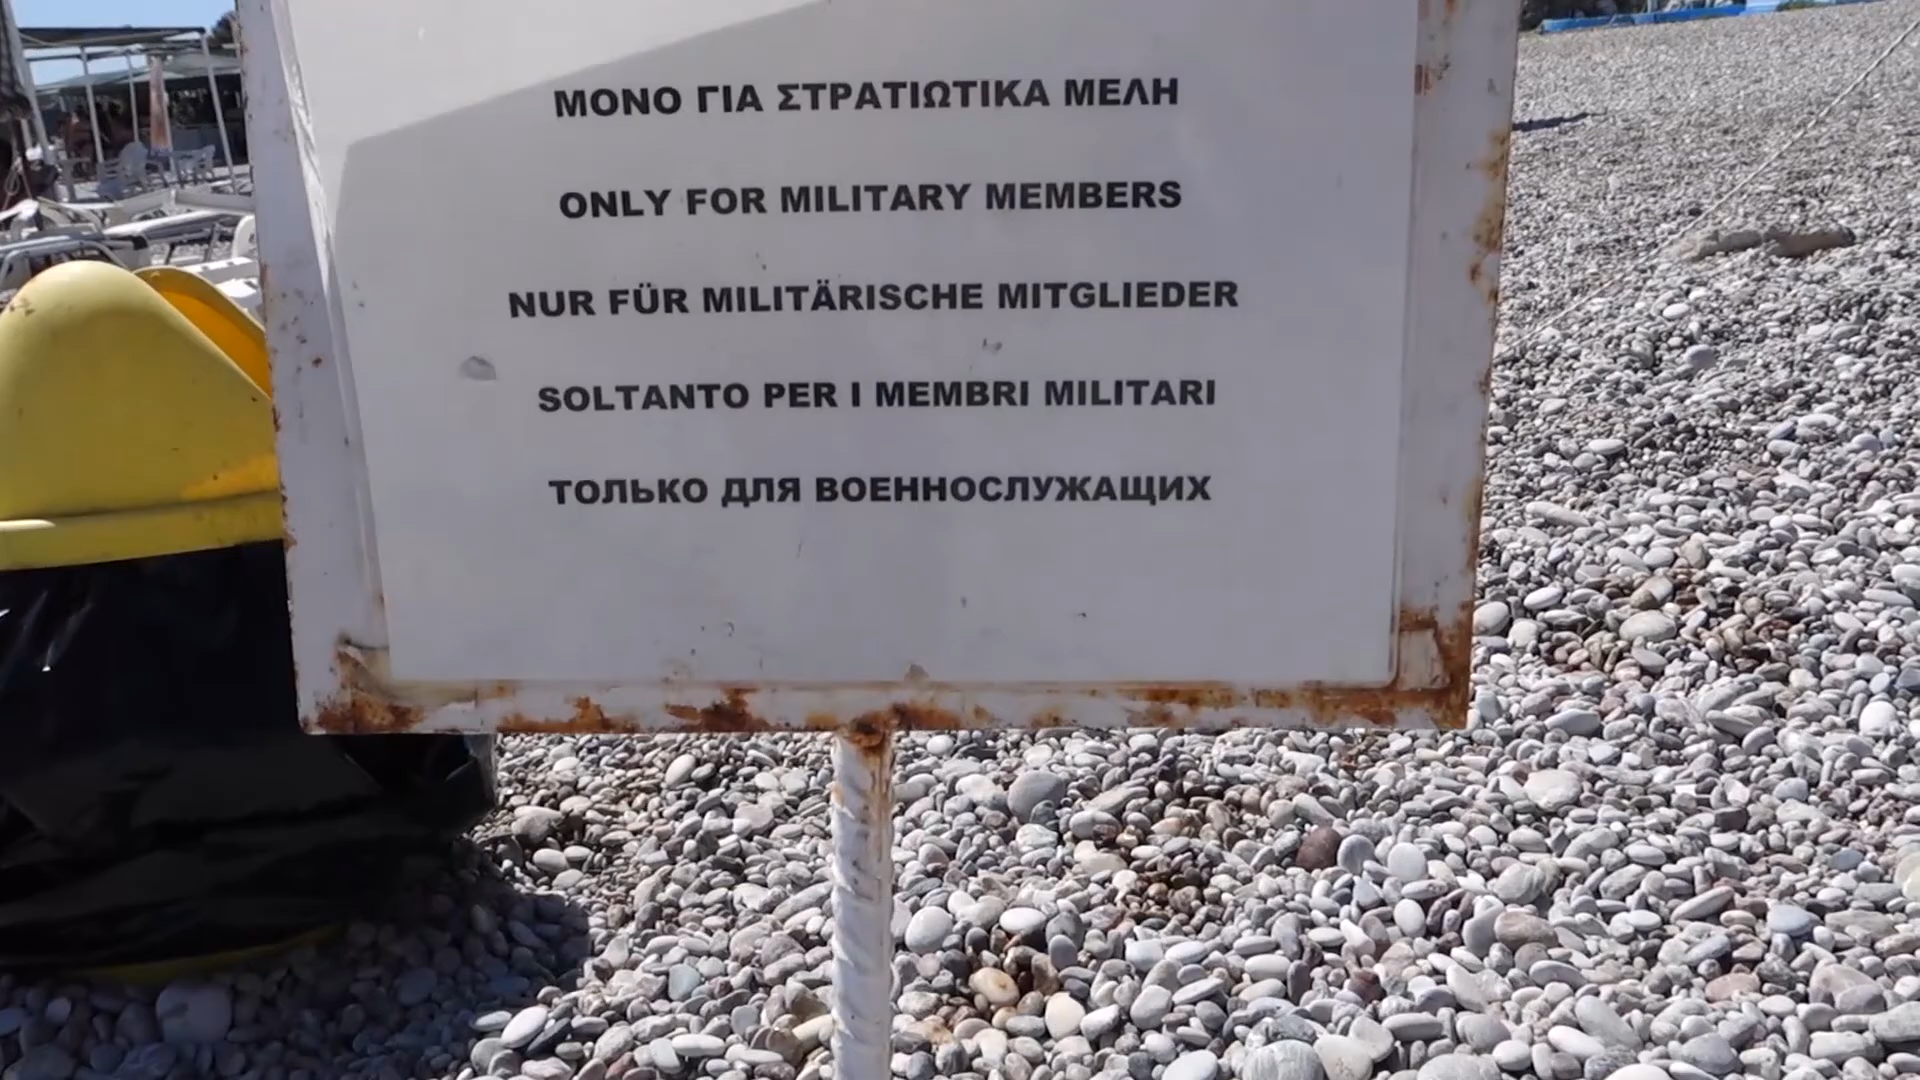 ΜΟΝΟ ΓΙΑ ΣΤΡΑΤΙΩΤΙΚΑ ΜΕΛΗ
ONLY FOR MILITARY MEMBERS
NUR FÜR MILITÄRISCHE MITGLIEDER
SOLTANTO PER I MEMBRI MILITARI
ТОЛЬКО ДЛЯ ВОЕННОСЛУЖАЩИХ